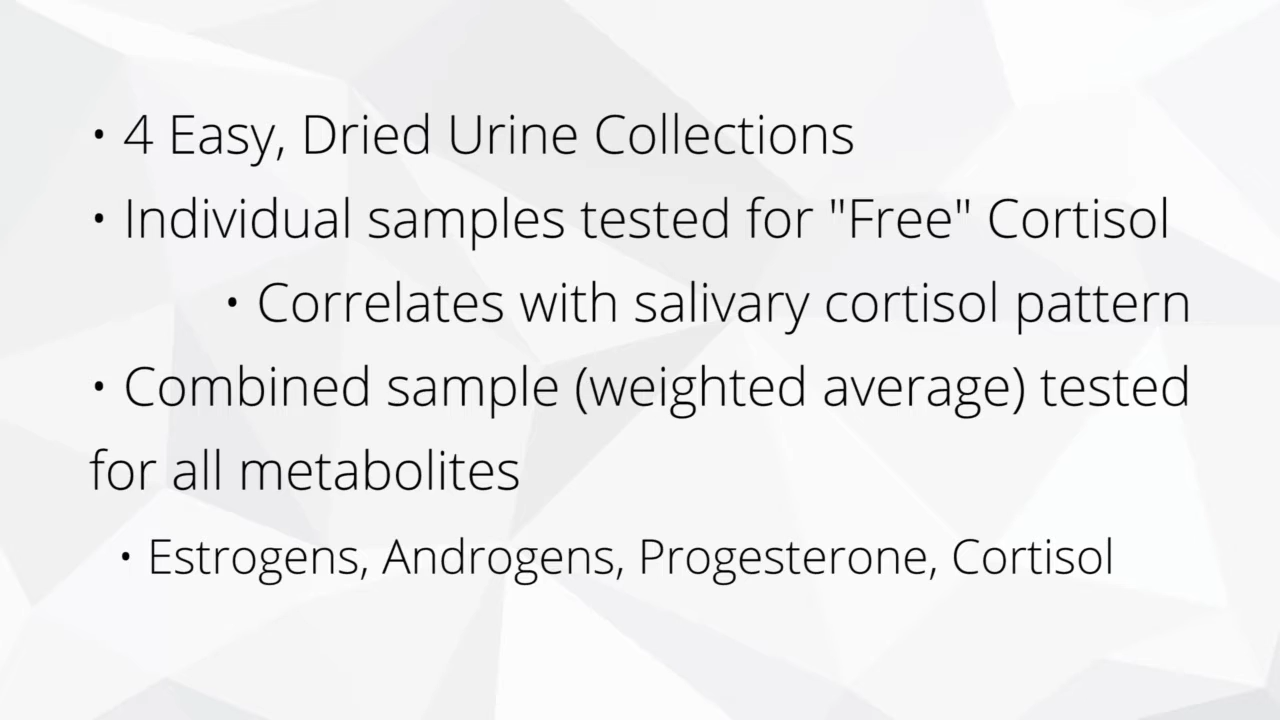 • 4 Easy, Dried Urine Collections
• Individual samples tested for "Free" Cortisol
• Correlates with salivary cortisol pattern
• Combined sample (weighted average) tested
for all metabolites
• Estrogens, Androgens, Progesterone, Cortisol